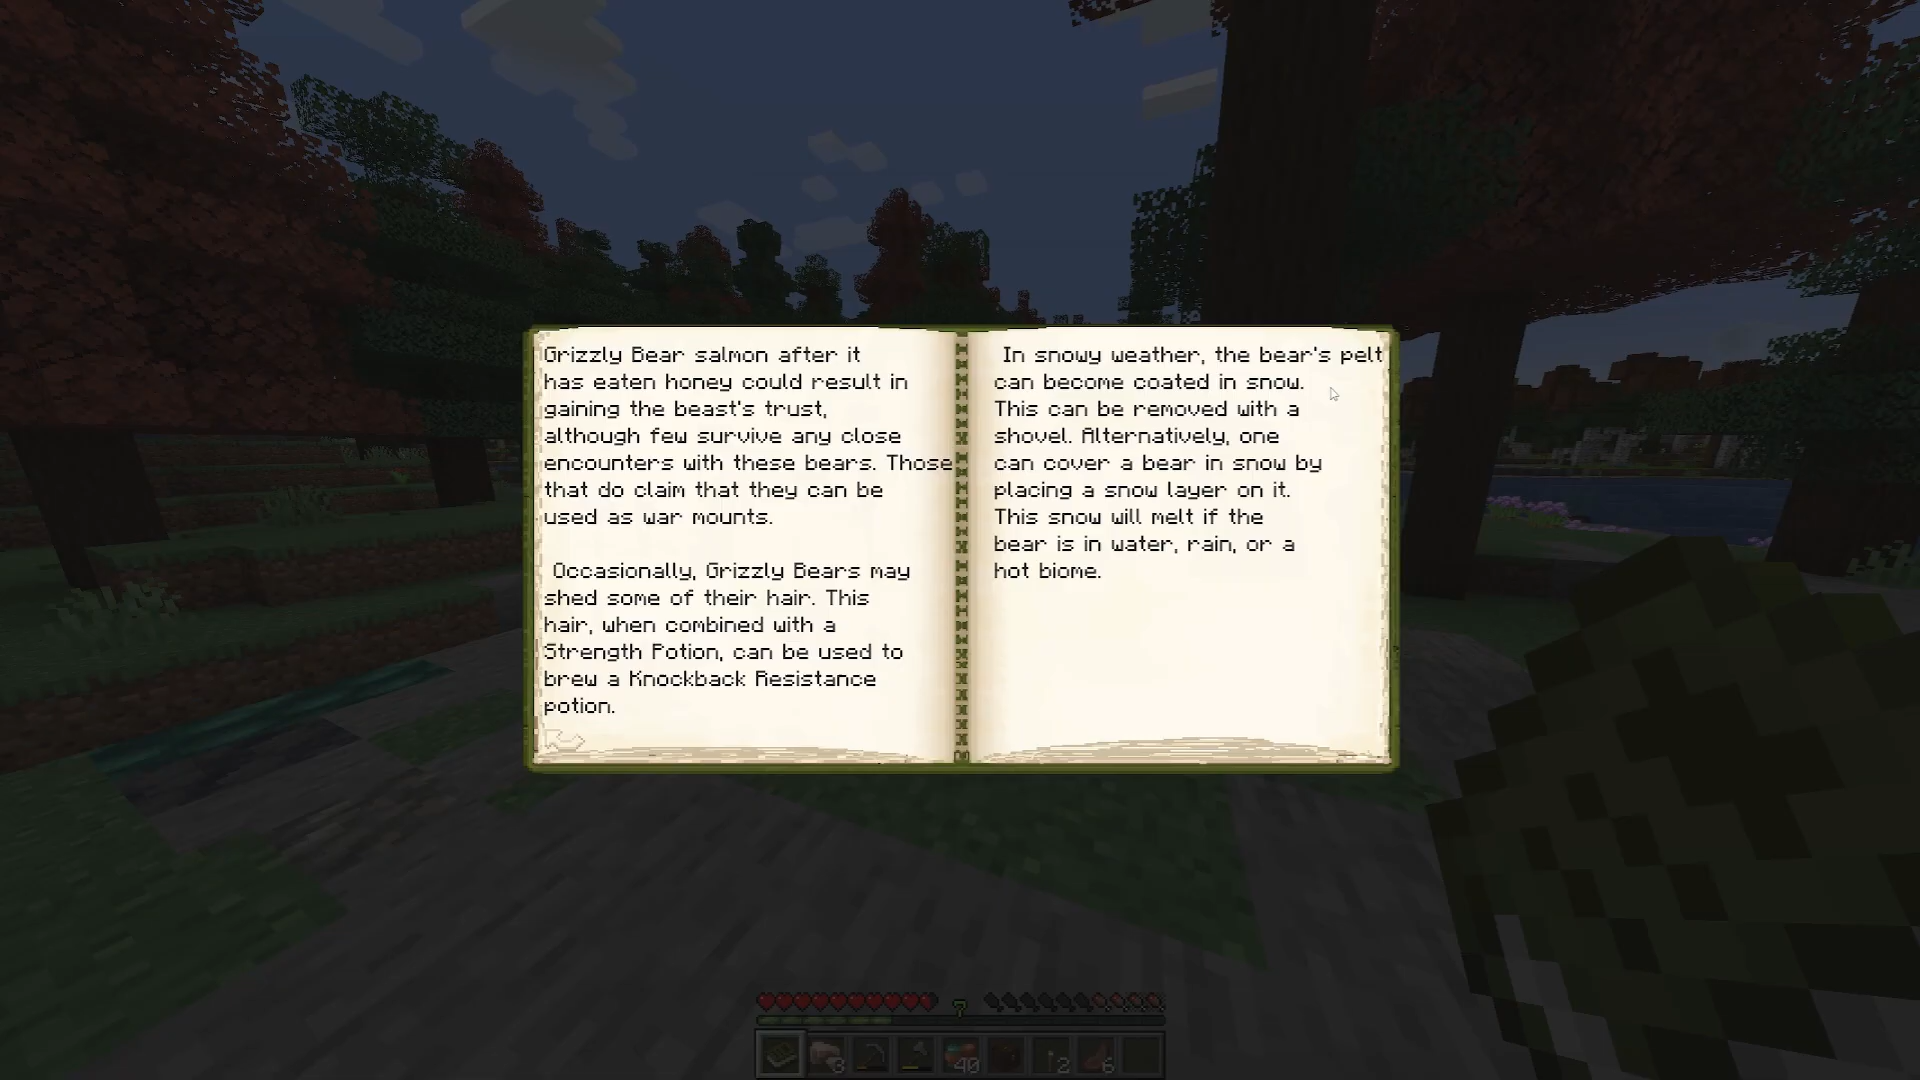 Grizzly Bear salmon after it
has eaten honey could result in
gaining the beast's trust,
although few survive any close
encounters with these bears. Those
that do claim that they can be
used as war mounts.
Occasionally, Grizzly Bears may
shed some of their hair. This
hair, when combined with a
Strength Potion, can be used to
brew a Knockback Resistance
potion.
In snowy weather, the bear's pelt
can become coated in snow.
This can be removed with a
shovel. Alternatively, one
can cover a bear in snow by
placing a snow layer on it.
This snow will melt if the
bear is in water, rain, or a
hot biome.
7
3
40
2
6